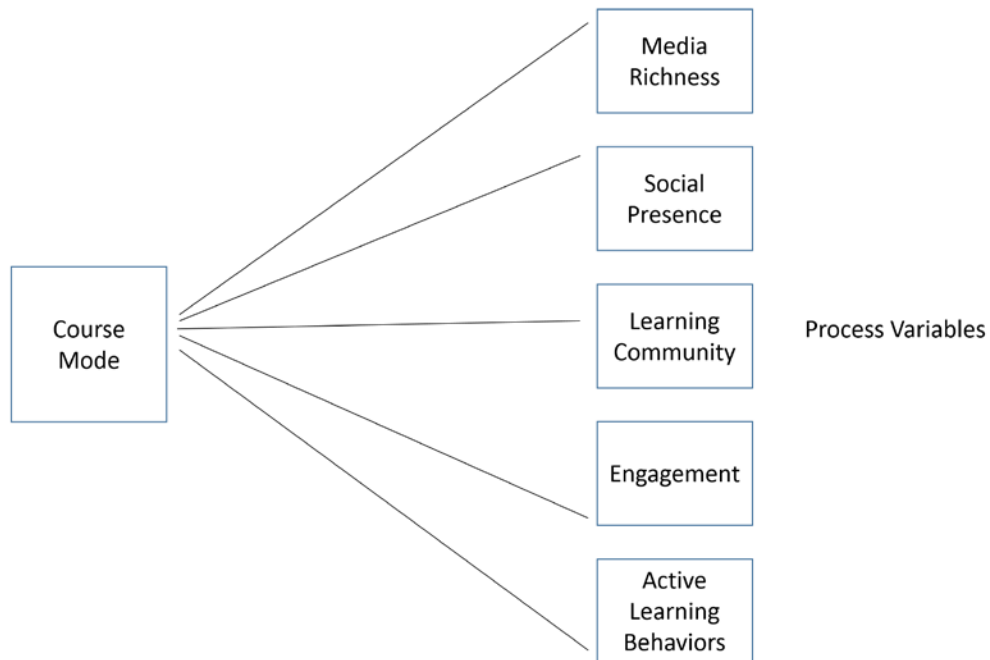 Media
Richness
Social
Presence
Course
Mode
Learning
Community
Process Variables
Engagement
Active
Learning
Behaviors